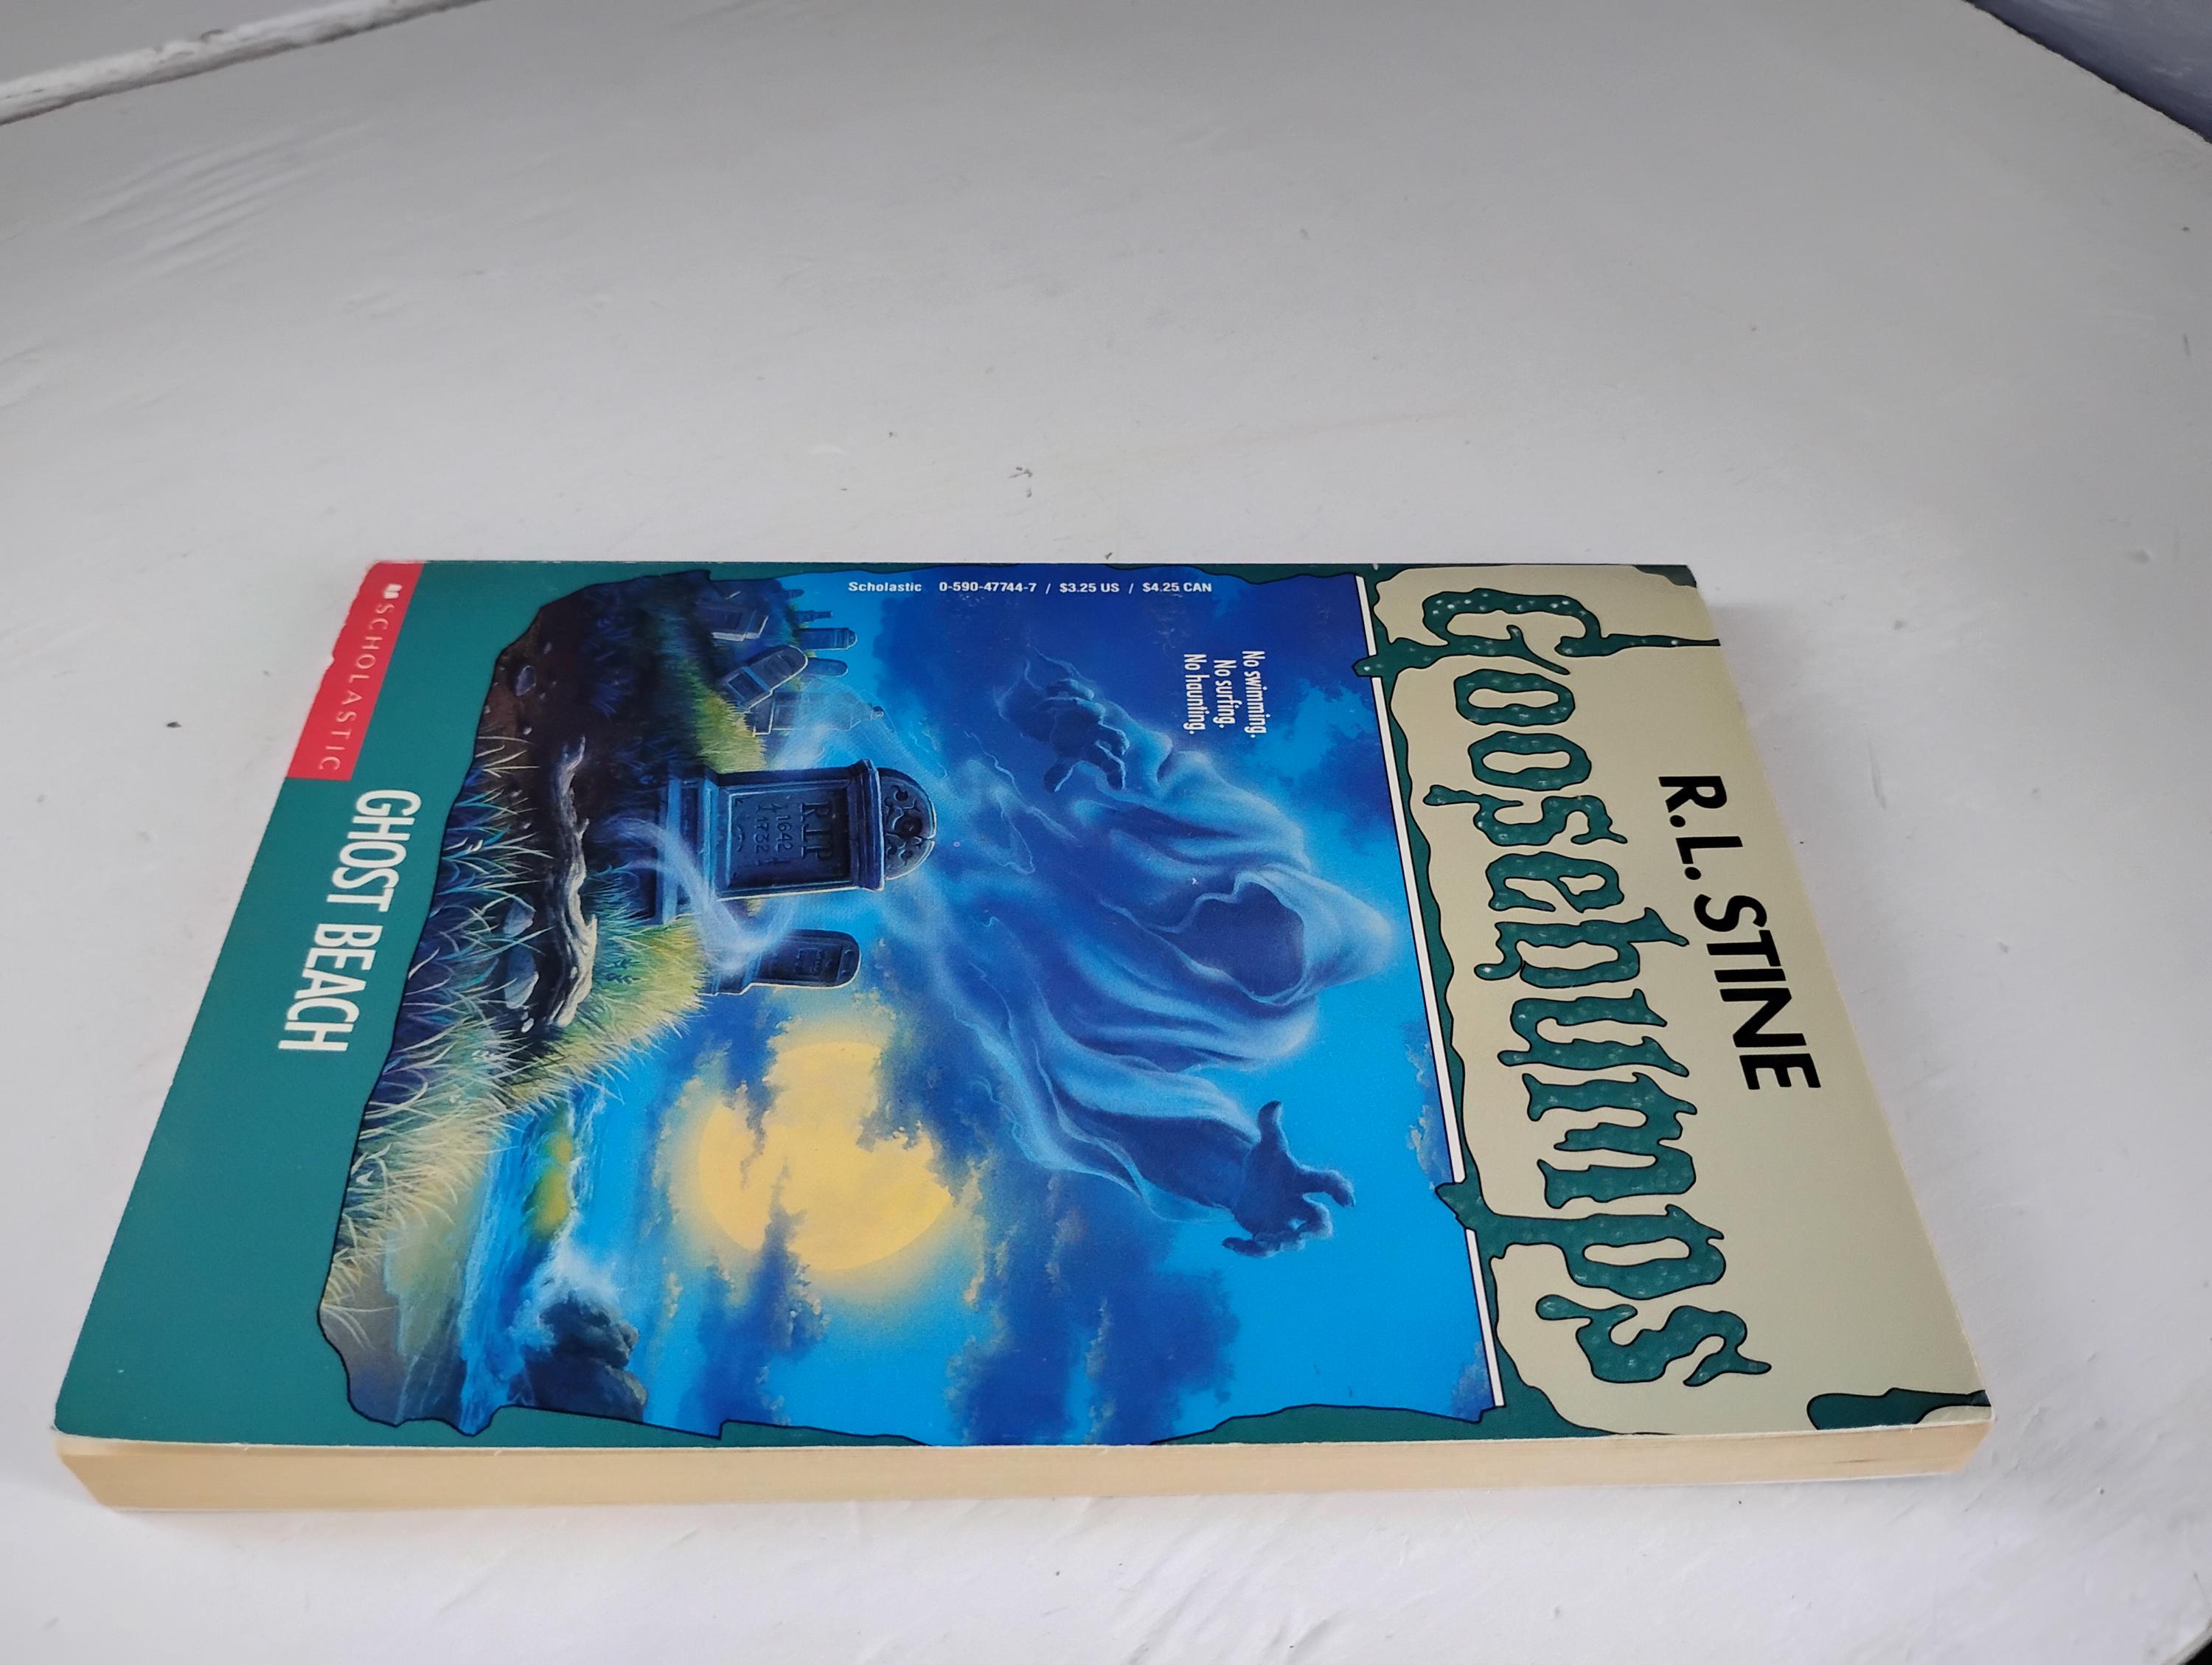 R.L. STINE
Goosebumps
Scholastic 0-590-47744-7 / $3.25 US / $4.25 CAN
No swimming.
No surfing.
No haunting.
R.I.P
1642
1732
SCHOLASTIC
GHOST BEACH